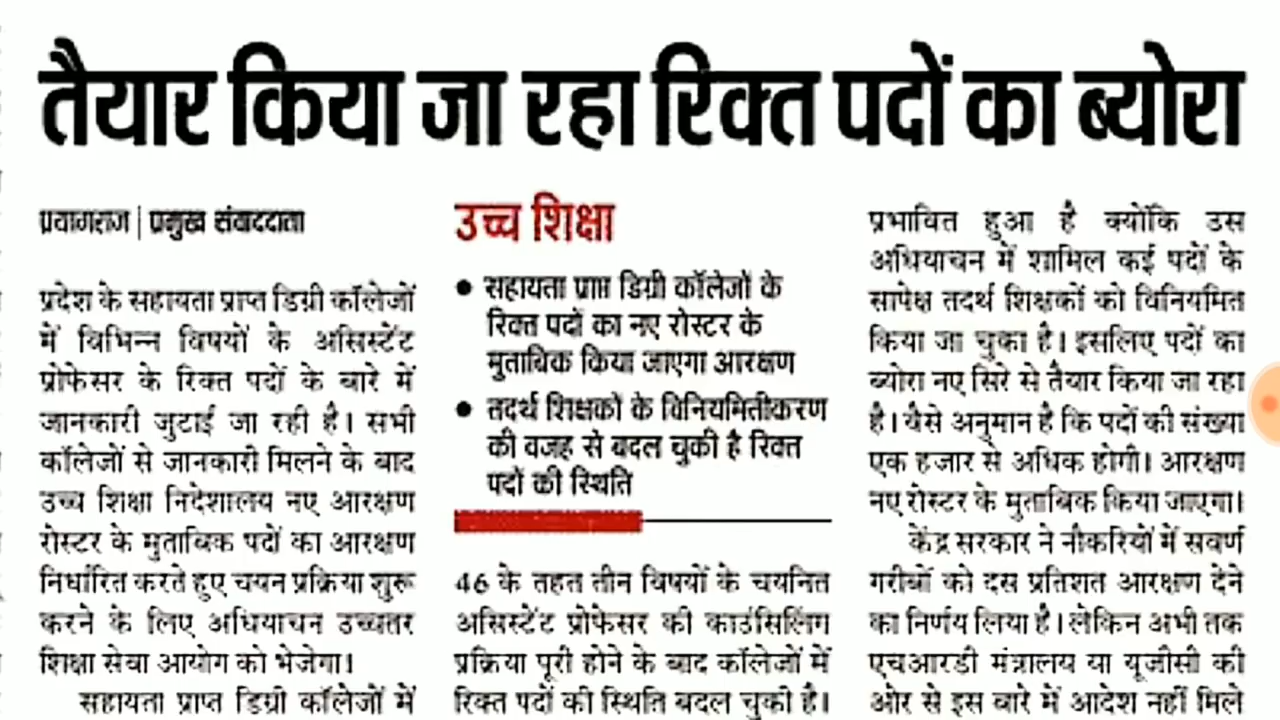 तैयार किया जा रहा रिक्त पदों का ब्योरा
प्रयागराज | प्रमुख संवाददाता
प्रदेश के सहायता प्राप्त डिग्री कॉलेजों
में विभिन्न विषयों के असिस्टेंट
प्रोफेसर के रिक्त पदों के बारे में
जानकारी जुटाई जा रही है। सभी
कॉलेजों से जानकारी मिलने के बाद
उच्च शिक्षा निदेशालय नए आरक्षण
रोस्टर के मुताबिक पदों का आरक्षण
निर्धारित करते हुए चयन प्रक्रिया शुरू
करने के लिए अधियाचन उच्चतर
शिक्षा सेवा आयोग को भेजेगा।
सहायता प्राप्त डिग्री कॉलेजों में
उच्च शिक्षा
● सहायता प्राप्त डिग्री कॉलेजों के
रिक्त पदों का नए रोस्टर के
मुताबिक किया जाएगा आरक्षण
● तदर्थ शिक्षकों के विनियमितीकरण
की वजह से बदल चुकी है रिक्त
पदों की स्थिति
46 के तहत तीन विषयों के चयनित
असिस्टेंट प्रोफेसर की काउंसिलिंग
प्रक्रिया पूरी होने के बाद कॉलेजों में
रिक्त पदों की स्थिति बदल चुकी है।
प्रभावित हुआ है क्योंकि उस
अधियाचन में शामिल कई पदों के
सापेक्ष तदर्थ शिक्षकों को विनियमित
किया जा चुका है। इसलिए पदों का
ब्योरा नए सिरे से तैयार किया जा रहा
है। वैसे अनुमान है कि पदों की संख्या
एक हजार से अधिक होगी। आरक्षण
नए रोस्टर के मुताबिक किया जाएगा।
केंद्र सरकार ने नौकरियों में सवर्ण
गरीबों को दस प्रतिशत आरक्षण देने
का निर्णय लिया है। लेकिन अभी तक
एचआरडी मंत्रालय या यूजीसी की
ओर से इस बारे में आदेश नहीं मिले